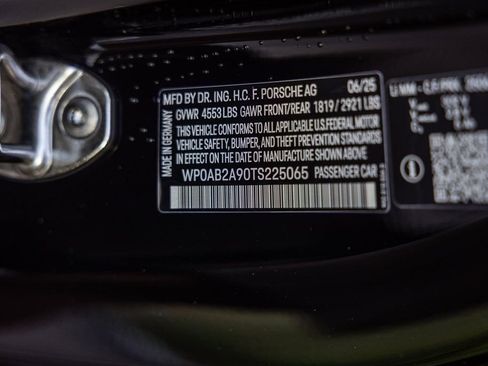 MFD BY DR. ING. H.C. F. PORSCHE AG 06/25
GVWR 4553 LBS GAWR FRONT/REAR 1819 / 2921 LBS
THIS VEHICLE CONFORMS TO ALL APPLICABLE U.S. FEDERAL MOTOR
VEHICLE SAFETY, BUMPER, AND THEFT PREVENTION STANDARDS
IN EFFECT ON THE DATE OF MANUFACTURE SHOWN ABOVE.
WP0AB2A90TS225065 PASSENGER CAR
MADE IN GERMANY